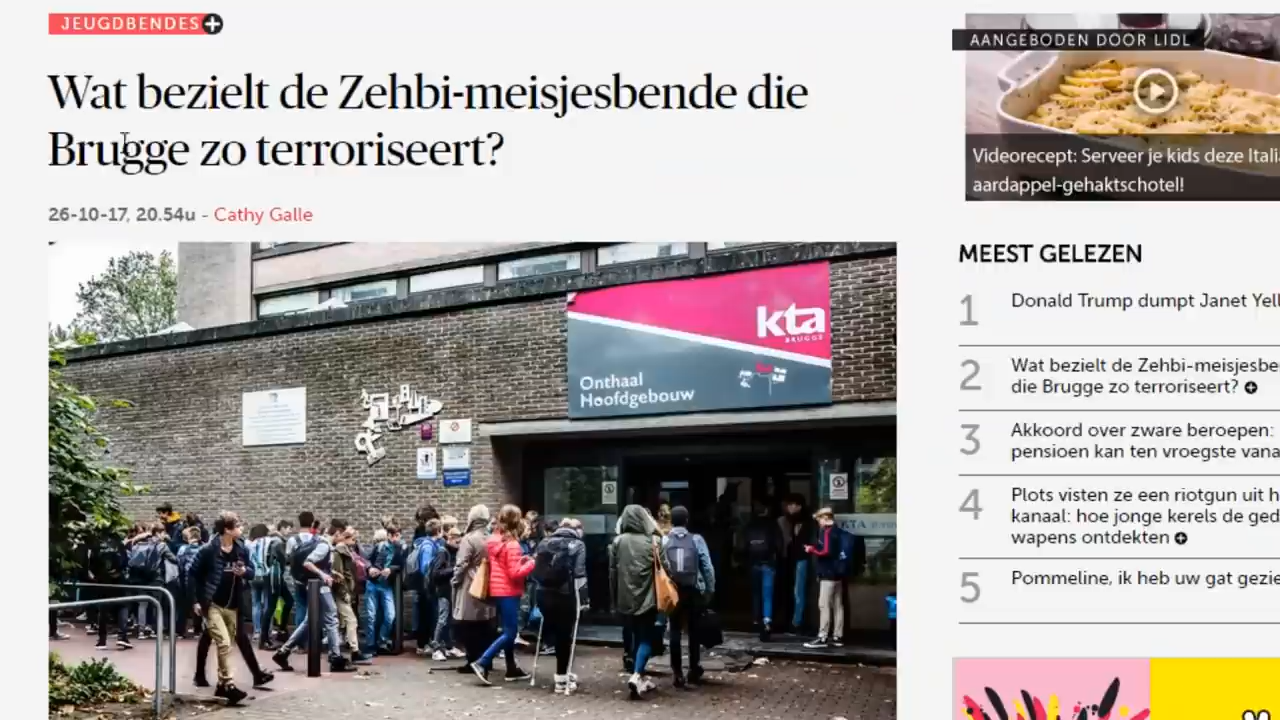 JEUGDBENDES
Wat bezielt de Zehbi-meisjesbende die
Brugge zo terroriseert?
26-10-17, 20.54u - Cathy Galle
kta
BRUGGE
Onthaal
Hoofdgebouw
KTA
AANGEBODEN DOOR LIDL
Videorecept: Serveer je kids deze Itali
aardappel-gehaktschotel!
MEEST GELEZEN
1 Donald Trump dumpt Janet Yell
2 Wat bezielt de Zehbi-meisjesbe
die Brugge zo terroriseert?
3 Akkoord over zware beroepen:
pensioen kan ten vroegste vana
4 Plots visten ze een riotgun uit h
kanaal: hoe jonge kerels de ged
wapens ontdekten
5 Pommeline, ik heb uw gat gezie